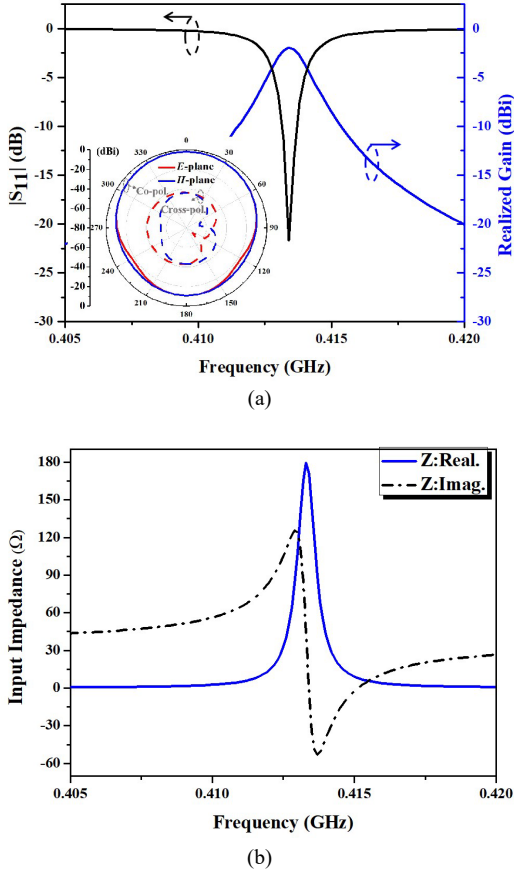 0
-5
-10
-15
-20
-25
-30
|S11| (dB)
0
-5
-10
-15
-20
-25
-30
Realized Gain (dBi)
(dBi)
0
-20
-40
-60
-80
-60
-40
-20
0
0
30
60
90
120
150
180
210
240
270
300
330
E-plane
H-plane
Co-pol.
Cross-pol.
0.405 0.410 0.415 0.420
Frequency (GHz)
(a)
180
150
120
90
60
30
0
-30
-60
Input Impedance (Ω)
Z:Real.
Z:Imag.
0.405 0.410 0.415 0.420
Frequency (GHz)
(b)